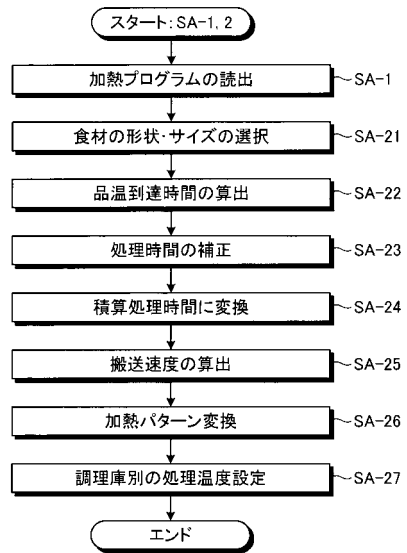 スタート:SA-1, 2
加熱プログラムの読出 SA-1
食材の形状・サイズの選択 SA-21
品温到達時間の算出 SA-22
処理時間の補正 SA-23
積算処理時間に変換 SA-24
搬送速度の算出 SA-25
加熱パターン変換 SA-26
調理庫別の処理温度設定 SA-27
エンド